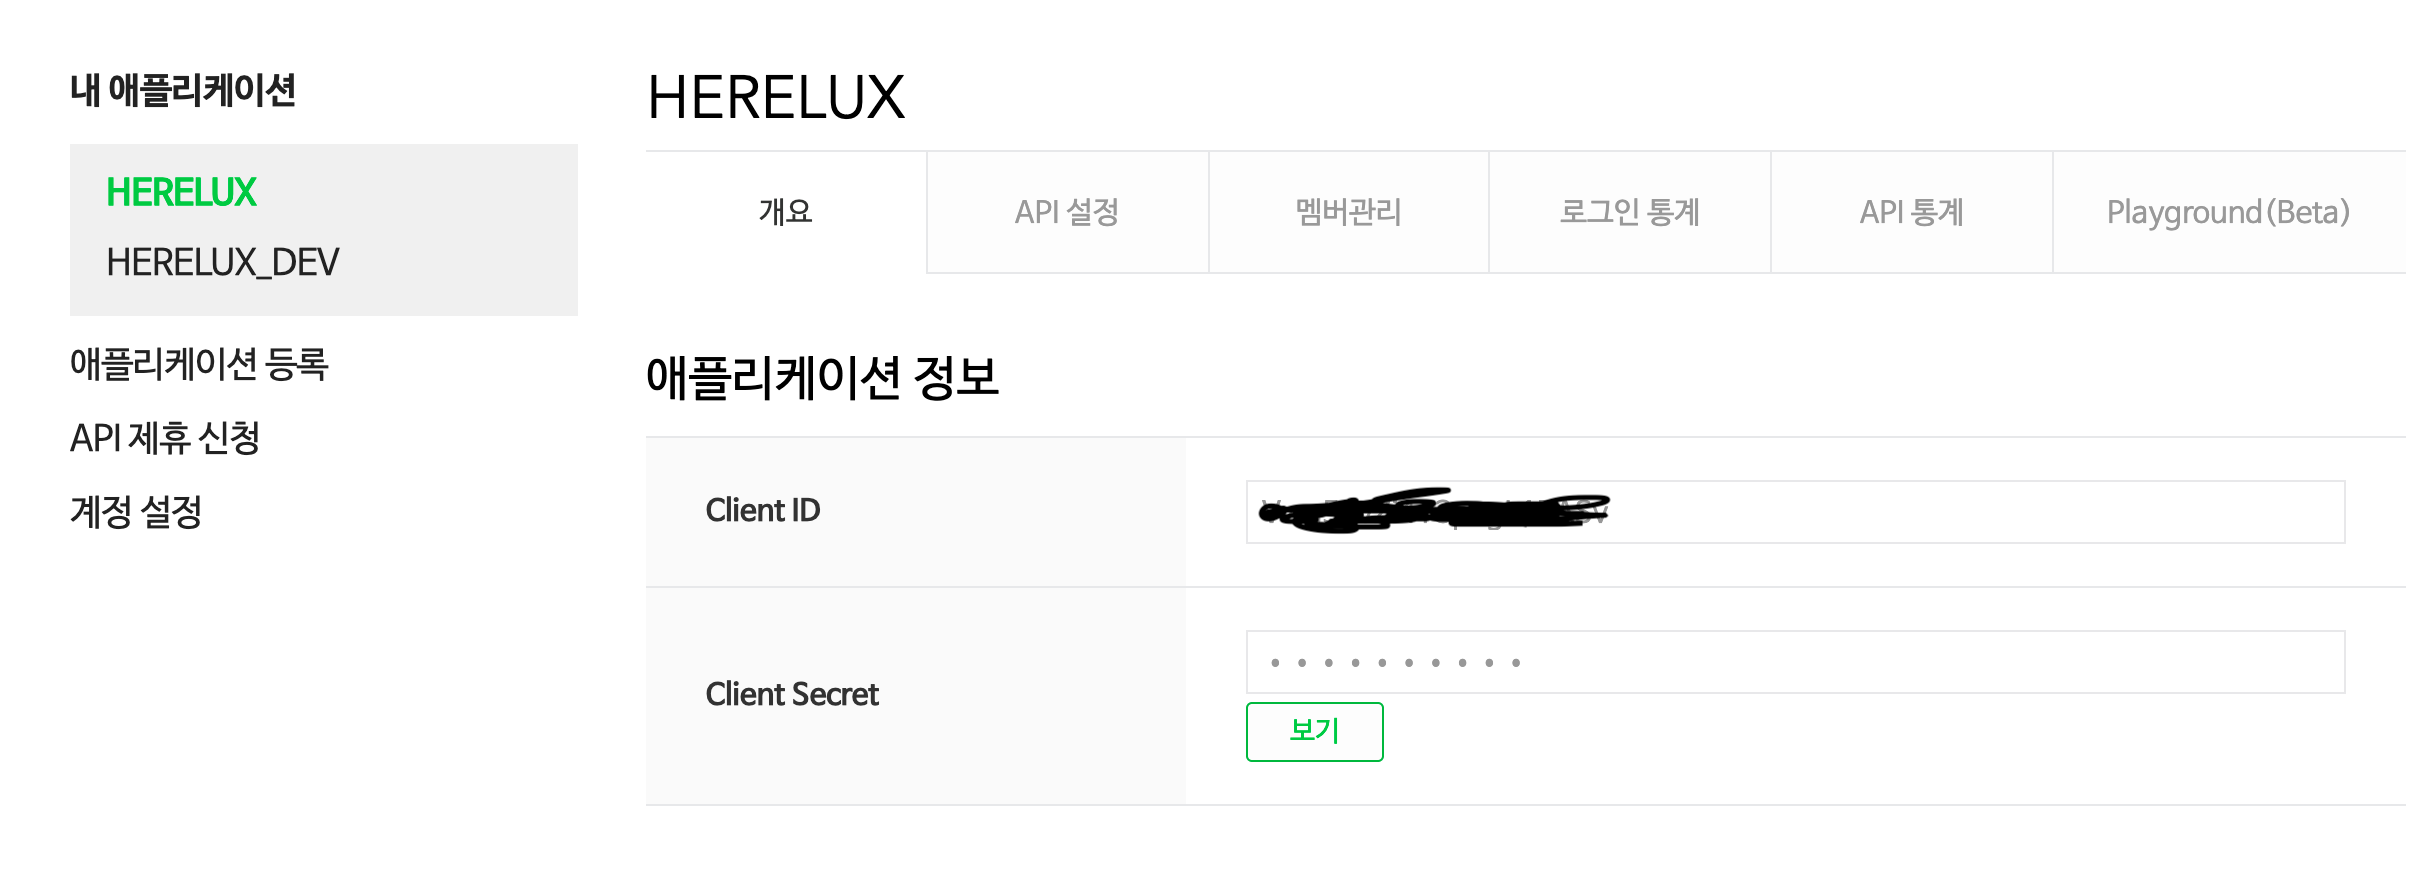 내 애플리케이션
HERELUX
HERELUX_DEV
애플리케이션 등록
API 제휴 신청
계정 설정
HERELUX
개요 API 설정 멤버관리 로그인 통계 API 통계 Playground(Beta)
애플리케이션 정보
Client ID
Client Secret
••••••••••
보기